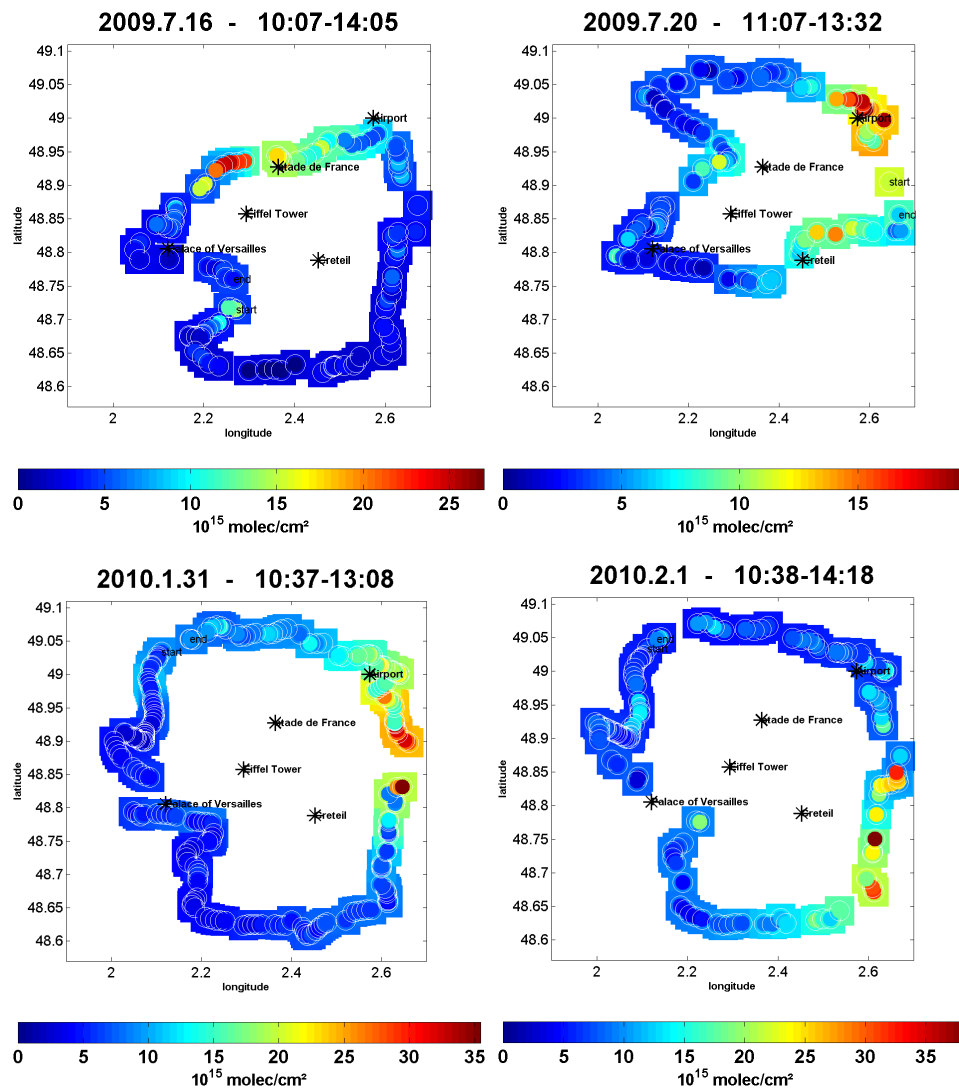 2009.7.16 - 10:07-14:05
49.1
49.05
49
48.95
48.9
48.85
48.8
48.75
48.7
48.65
48.6
latitude
irport
tade de France
iffel Tower
alace of Versailles
reteil
end
start
2 2.2 2.4 2.6
longitude
0 5 10 15 20 25
10¹⁵ molec/cm²
2009.7.20 - 11:07-13:32
49.1
49.05
49
48.95
48.9
48.85
48.8
48.75
48.7
48.65
48.6
latitude
irport
tade de France
start
iffel Tower
end
alace of Versailles
reteil
2 2.2 2.4 2.6
longitude
0 5 10 15
10¹⁵ molec/cm²
2010.1.31 - 10:37-13:08
49.1
49.05
49
48.95
48.9
48.85
48.8
48.75
48.7
48.65
48.6
latitude
end
start
irport
tade de France
iffel Tower
alace of Versailles
reteil
2 2.2 2.4 2.6
longitude
0 5 10 15 20 25 30 35
10¹⁵ molec/cm²
2010.2.1 - 10:38-14:18
49.1
49.05
49
48.95
48.9
48.85
48.8
48.75
48.7
48.65
48.6
latitude
end
start
irport
tade de France
iffel Tower
alace of Versailles
reteil
2 2.2 2.4 2.6
longitude
0 5 10 15 20 25 30 35
10¹⁵ molec/cm²